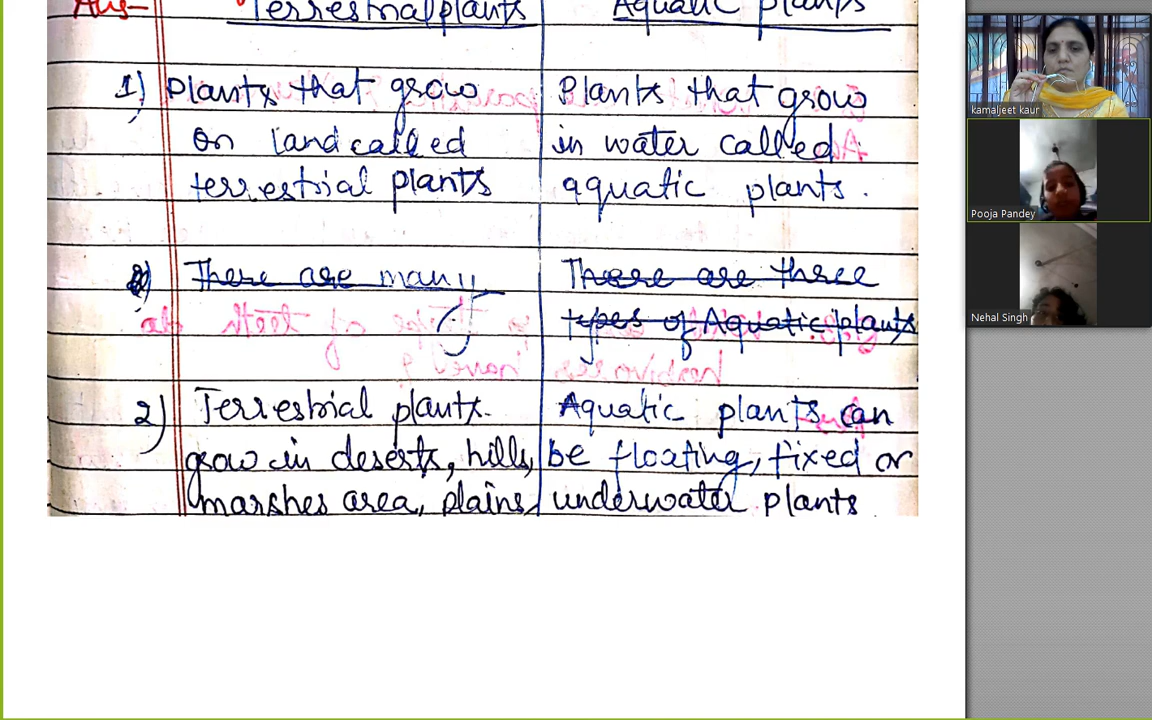 Ans- Terrestrial plants Aquatic plants
1) Plants that grow Plants that grow
on land called in water called
terrestrial plants aquatic plants.
2) There are many There are three
types of Aquatic plants
2) Terrestrial plants Aquatic plants can
grow in deserts, hills, be floating, fixed or
marshes area, plains, underwater plants
kamaljeet kaur
Pooja Pandey
Nehal Singh